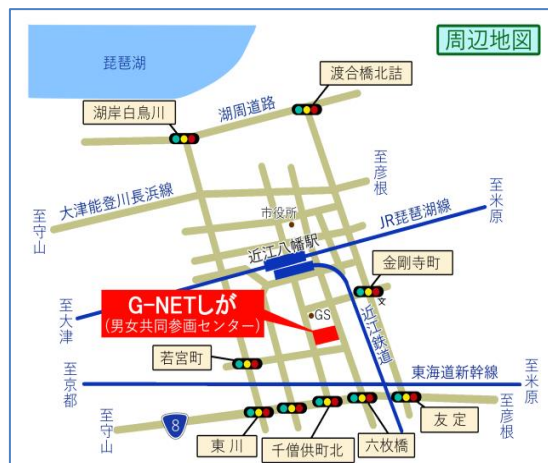 周辺地図
琵琶湖
渡合橋北詰
湖岸白鳥川
湖周道路
至彦根
大津能登川長浜線
至守山
市役所
至米原
JR琵琶湖線
近江八幡駅
金剛寺町
至大津
G-NETしが
(男女共同参画センター)
GS
近江鉄道
若宮町
東海道新幹線
至京都
至米原
至守山
8
東川
千僧供町北
六枚橋
友定
至彦根